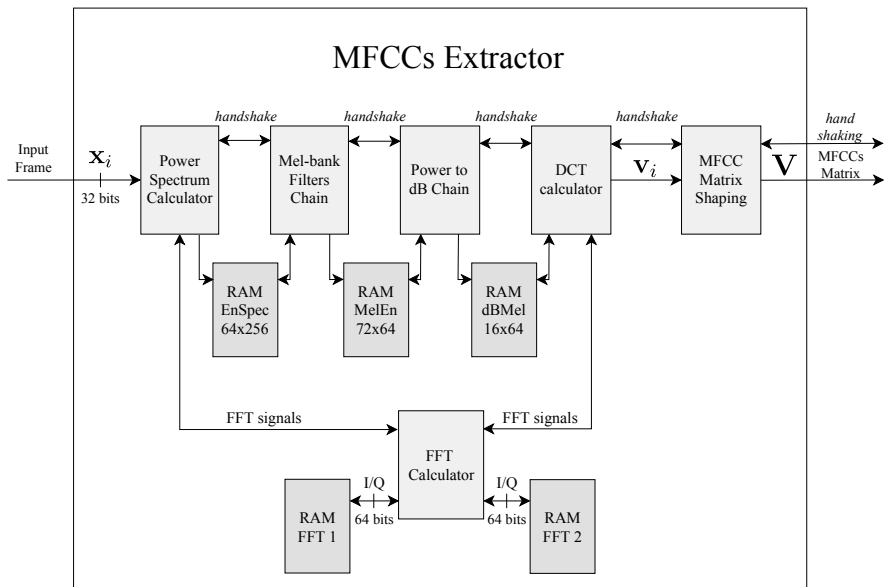 MFCCs Extractor
handshake
handshake
handshake
handshake
hand
shaking
Input
Frame
x_i
32 bits
Power
Spectrum
Calculator
Mel-bank
Filters
Chain
Power to
dB Chain
DCT
calculator
v_i
MFCC
Matrix
Shaping
V
MFCCs
Matrix
RAM
EnSpec
64x256
RAM
MelEn
72x64
RAM
dBMel
16x64
FFT signals
FFT signals
FFT
Calculator
I/Q
64 bits
I/Q
64 bits
RAM
FFT 1
RAM
FFT 2